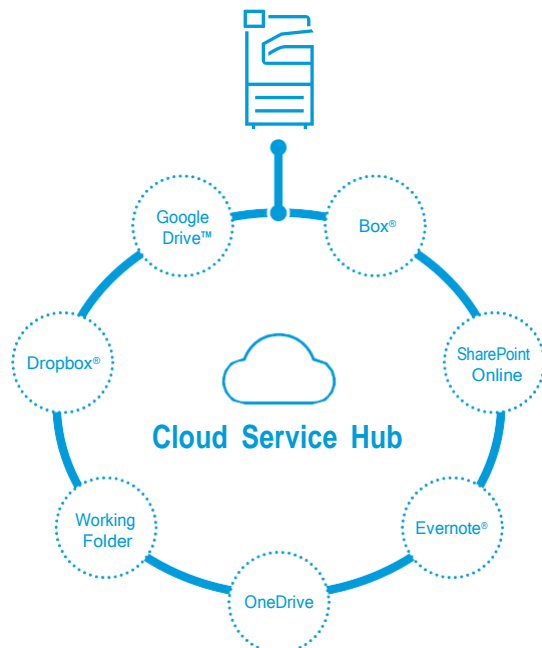 Google
Drive™
Box®
Dropbox®
SharePoint
Online
Cloud Service Hub
Working
Folder
Evernote®
OneDrive